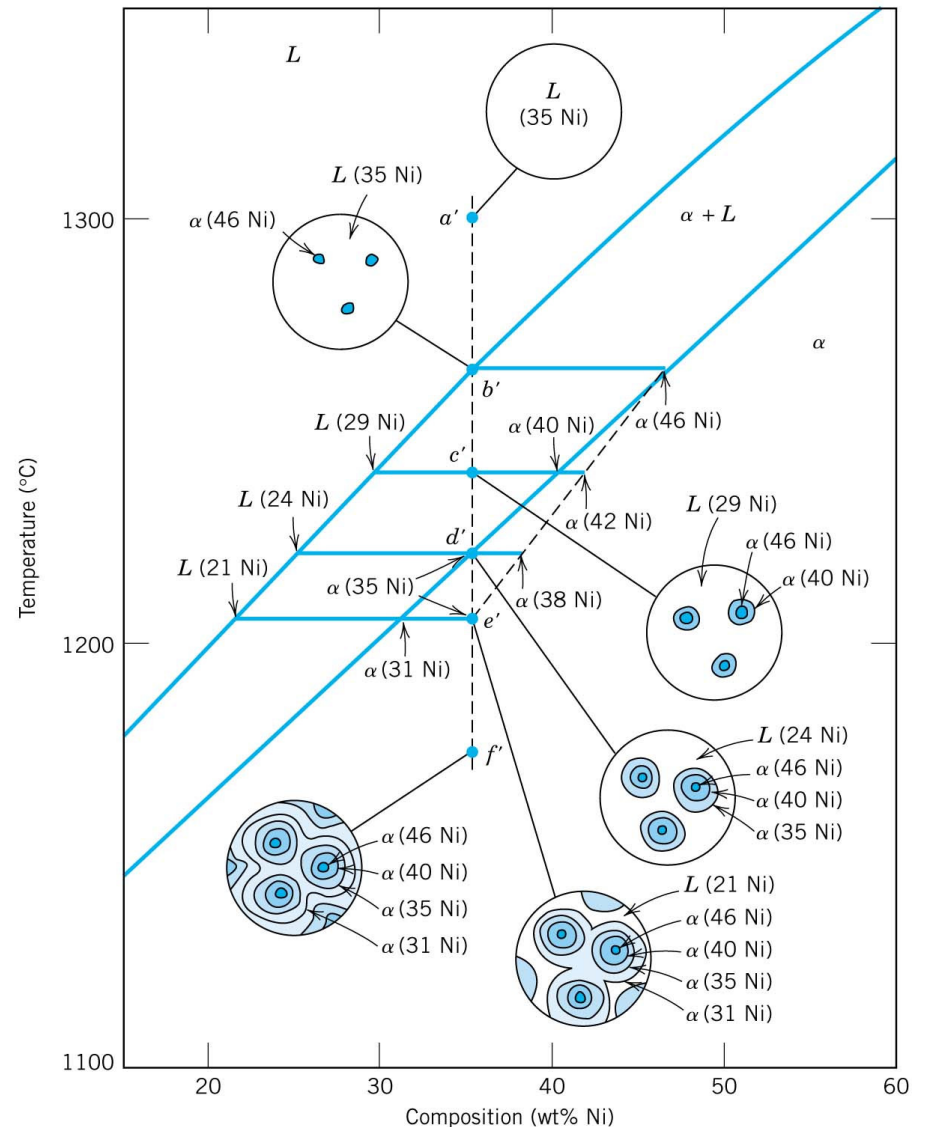 L
L
(35 Ni)
L (35 Ni)
α (46 Ni)
a′
α + L
1300
α
b′
L (29 Ni)
α (40 Ni)
α (46 Ni)
c′
L (24 Ni)
α (42 Ni)
L (29 Ni)
d′
α (46 Ni)
L (21 Ni)
α (40 Ni)
α (35 Ni)
α (38 Ni)
e′
1200
α (31 Ni)
Temperature (°C)
L (24 Ni)
f′
α (46 Ni)
α (40 Ni)
α (35 Ni)
α (46 Ni)
α (40 Ni)
α (35 Ni)
α (31 Ni)
L (21 Ni)
α (46 Ni)
α (40 Ni)
α (35 Ni)
α (31 Ni)
1100
20
30
40
50
60
Composition (wt% Ni)